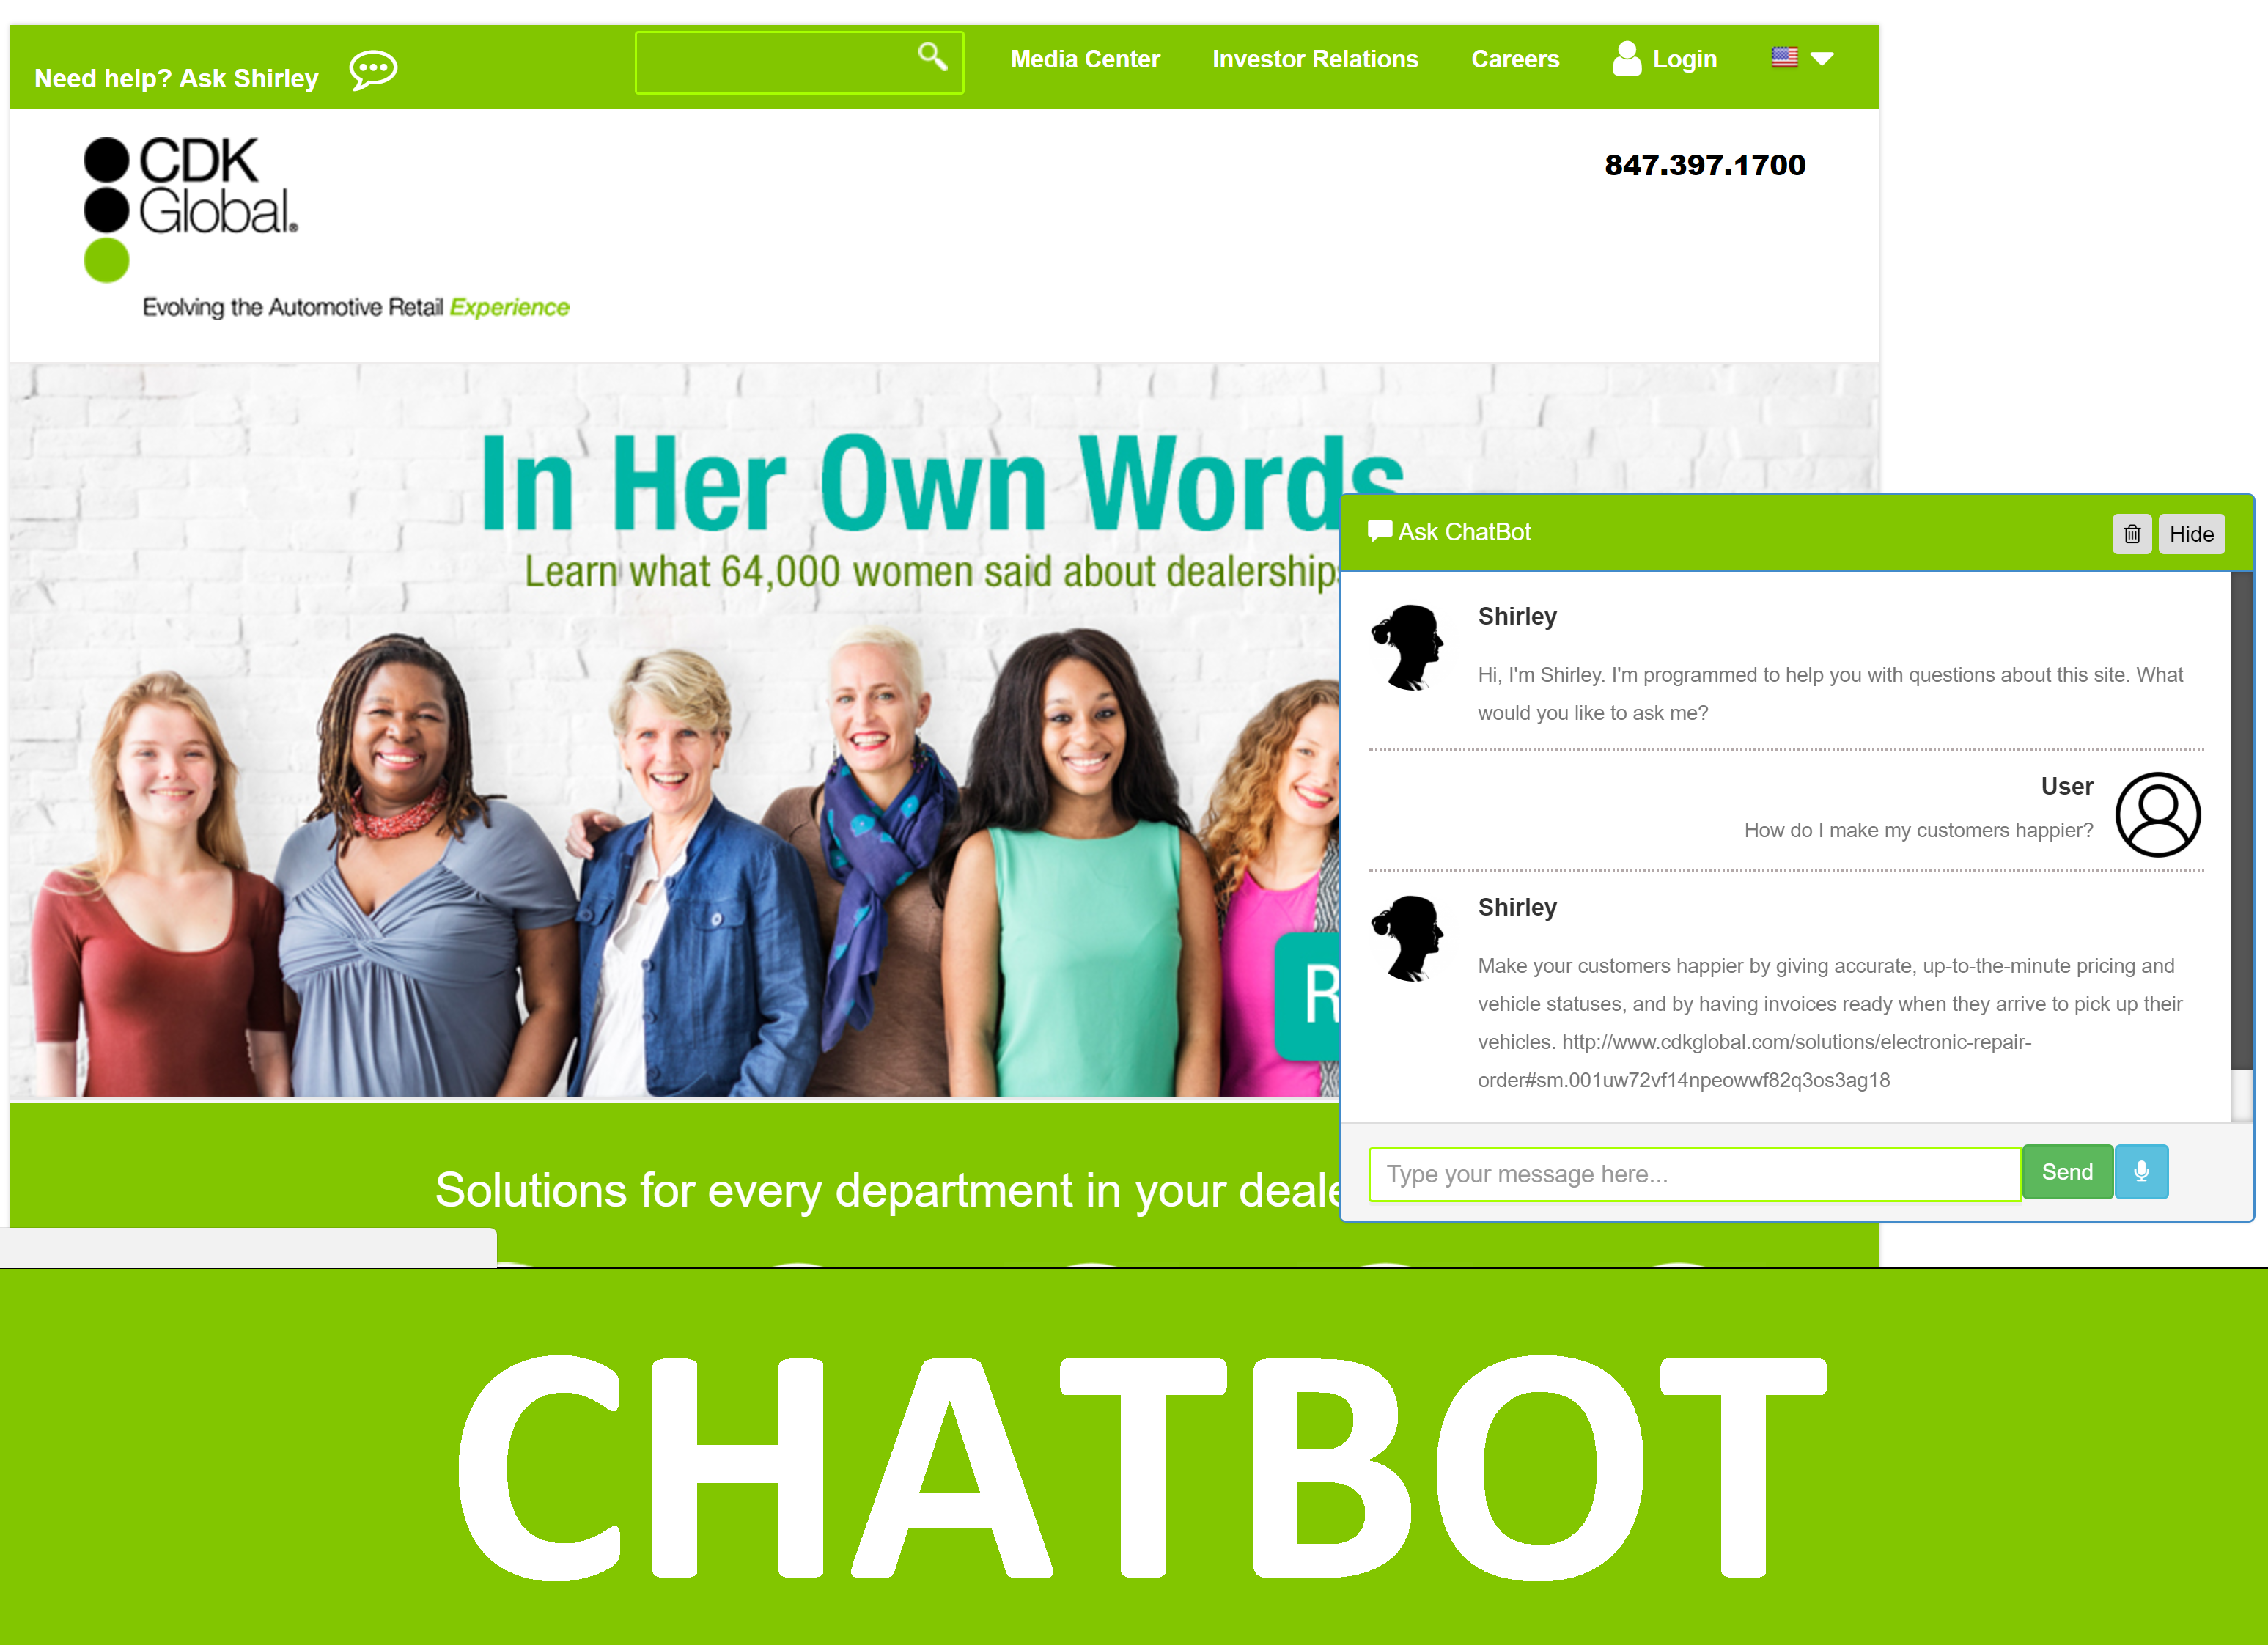 Need help? Ask Shirley
Media Center
Investor Relations
Careers
Login
CDK
Global®
847.397.1700
Evolving the Automotive Retail Experience
In Her Own Words
Learn what 64,000 women said about dealerships
Ask ChatBot
Hide
Shirley
Hi, I'm Shirley. I'm programmed to help you with questions about this site. What
would you like to ask me?
User
How do I make my customers happier?
Shirley
Make your customers happier by giving accurate, up-to-the-minute pricing and
vehicle statuses, and by having invoices ready when they arrive to pick up their
vehicles. http://www.cdkglobal.com/solutions/electronic-repair-
order#sm.001uw72vf14npeowwf82q3os3ag18
R
Type your message here...
Send
Solutions for every department in your deale
CHATBOT